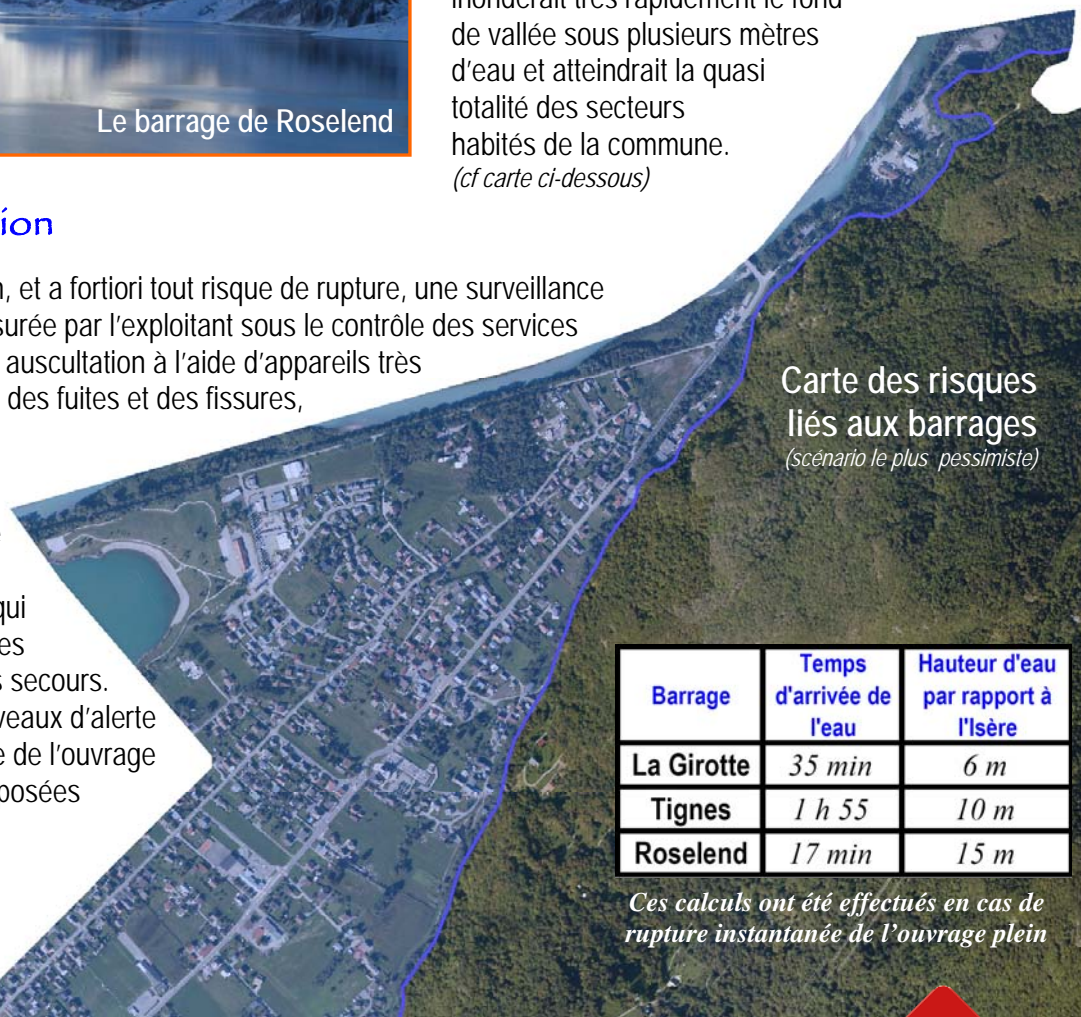 inonderait très rapidement le fond
de vallée sous plusieurs mètres
d'eau et atteindrait la quasi
totalité des secteurs
habités de la commune.
(cf carte ci-dessous)
Le barrage de Roselend
ion
, et a fortiori tout risque de rupture, une surveillance
surée par l'exploitant sous le contrôle des services
auscultation à l'aide d'appareils très
des fuites et des fissures,
qui
es
s secours.
veaux d'alerte
e de l'ouvrage
posées
Carte des risques
liés aux barrages
(scénario le plus pessimiste)
Barrage Temps d'arrivée de l'eau Hauteur d'eau par rapport à l'Isère
La Girotte 35 min 6 m
Tignes 1 h 55 10 m
Roselend 17 min 15 m
Ces calculs ont été effectués en cas de
rupture instantanée de l'ouvrage plein